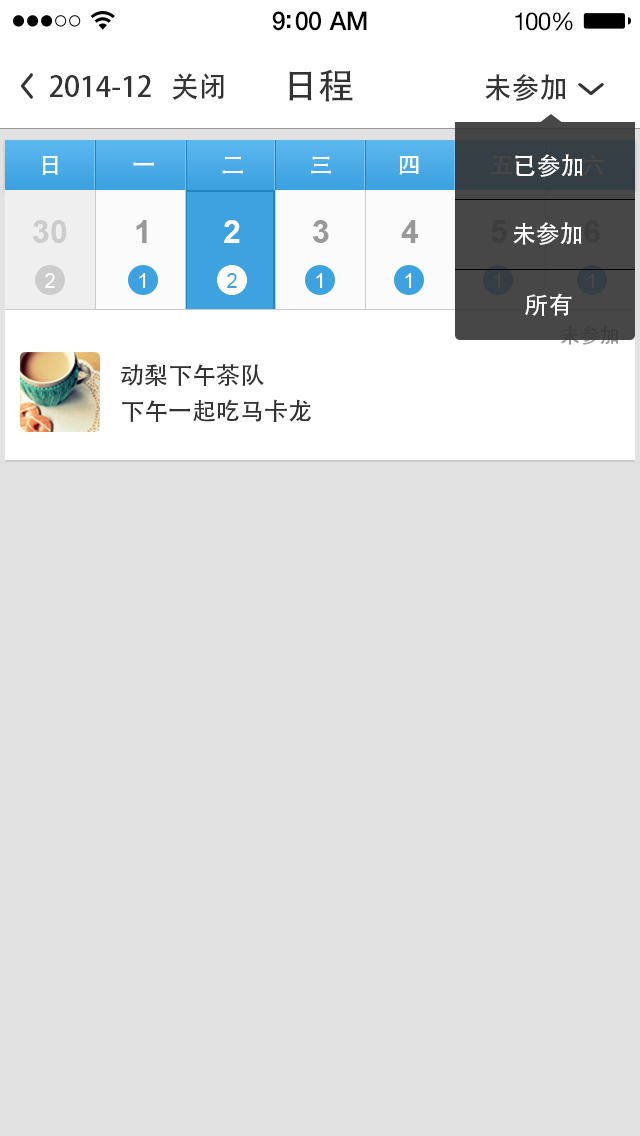 9:00 AM 100%
2014-12 关闭 日程 未参加
日 一 二 三 四 五 六
已参加
30 1 2 3 4 5 6
未参加
2 1 2 1 1 1 1
所有
未参加
动梨下午茶队
下午一起吃马卡龙